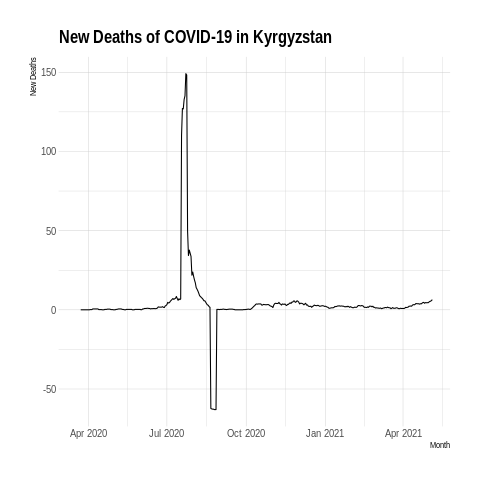 New Deaths of COVID-19 in Kyrgyzstan
New Deaths
150
100
50
0
-50
Apr 2020 Jul 2020 Oct 2020 Jan 2021 Apr 2021
Month